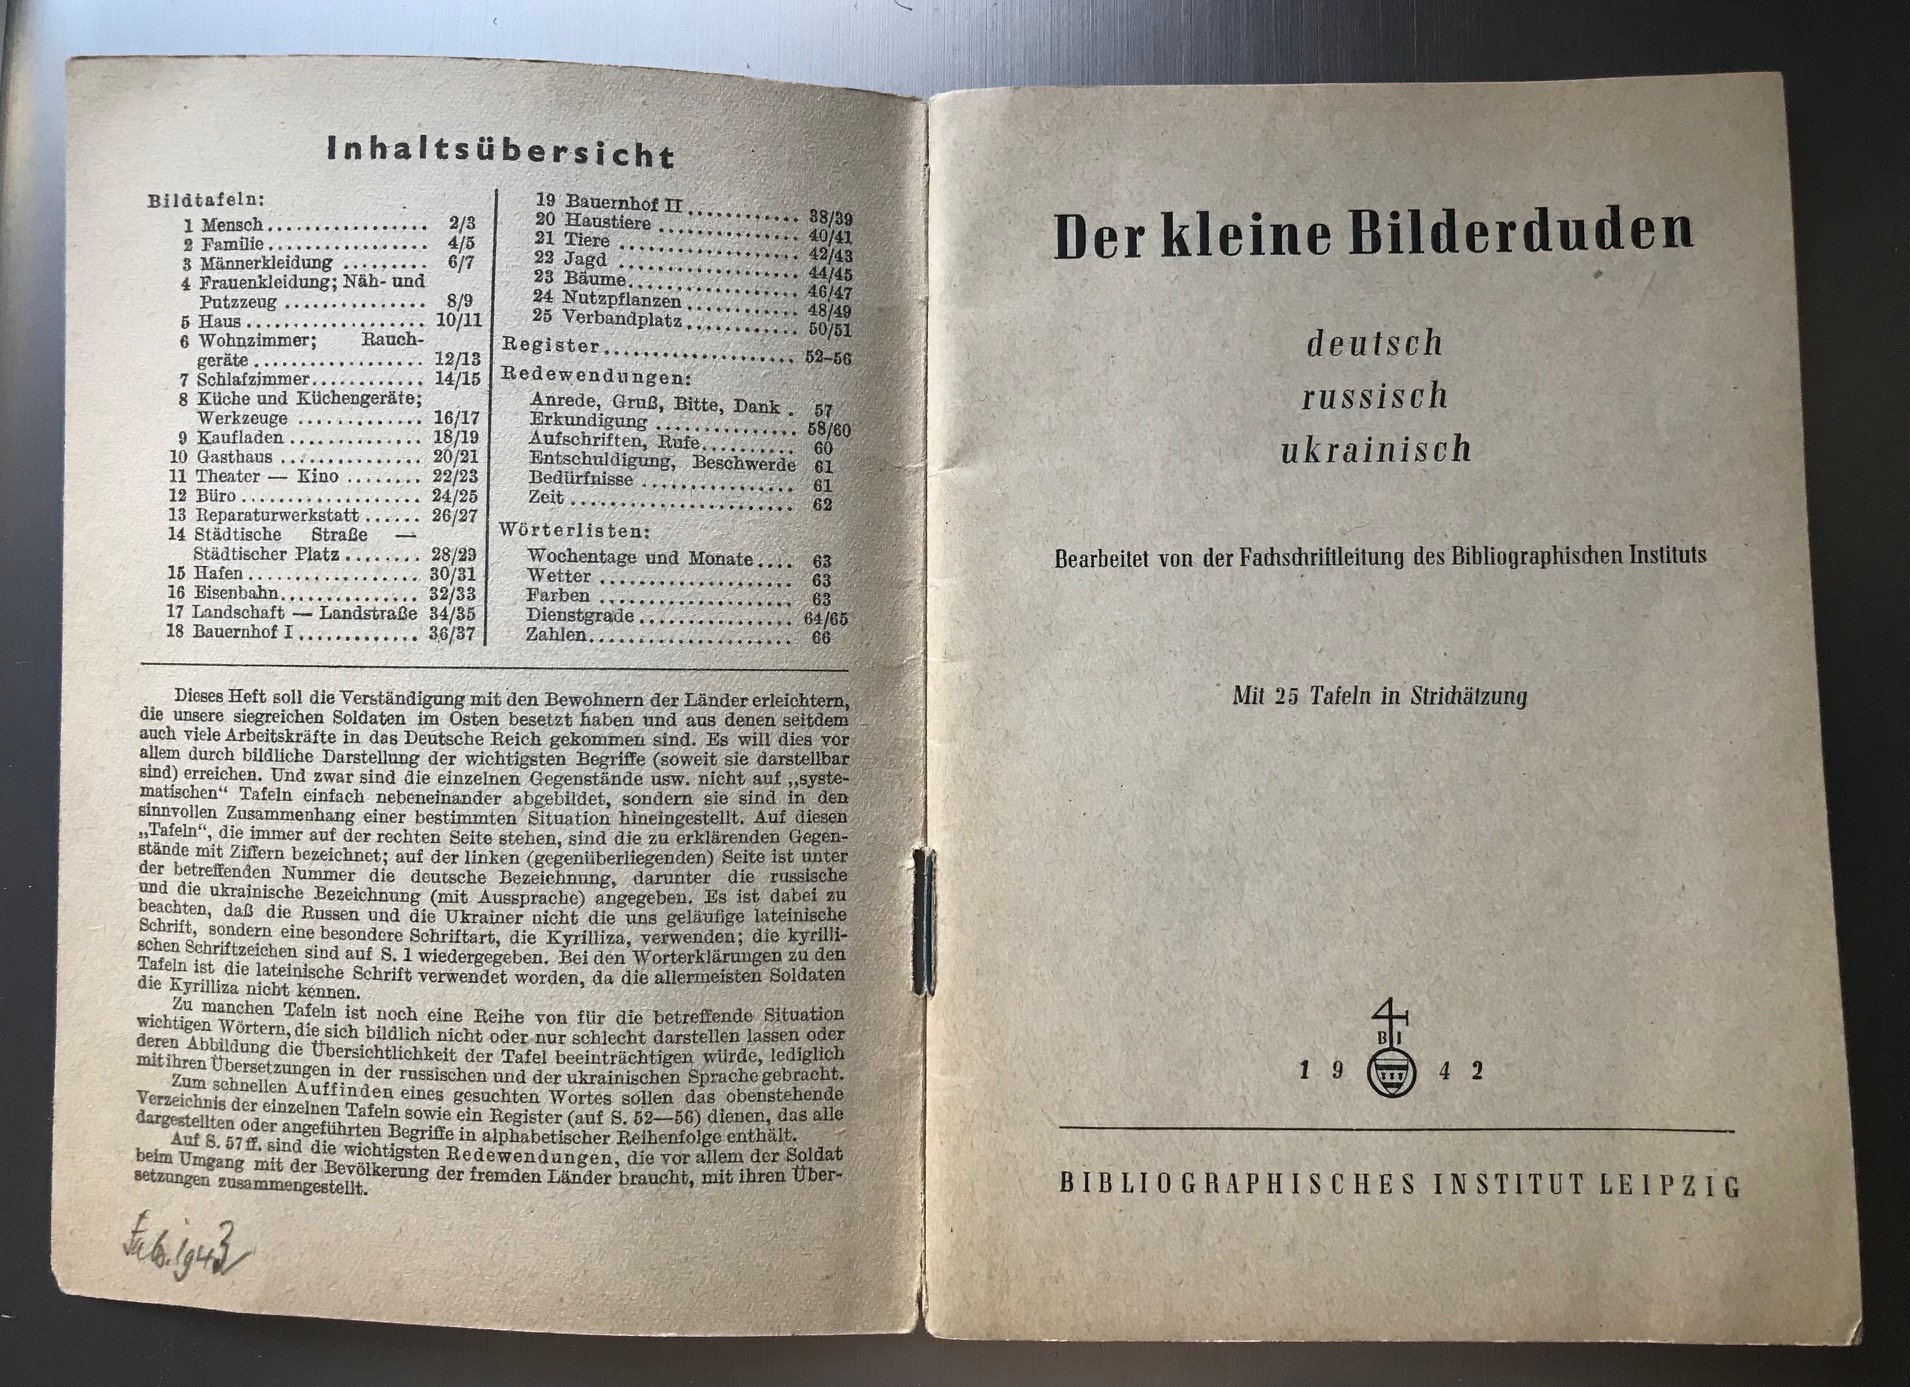 Inhaltsübersicht
Bildtafeln:
1 Mensch................. 2/3
2 Familie................. 4/5
3 Männerkleidung ......... 6/7
4 Frauenkleidung; Näh- und
Putzzeug ............... 8/9
5 Haus................... 10/11
6 Wohnzimmer; Rauch-
geräte.................. 12/13
7 Schlafzimmer............ 14/15
8 Küche und Küchengeräte;
Werkzeuge ............. 16/17
9 Kaufladen .............. 18/19
10 Gasthaus ............... 20/21
11 Theater — Kino ........ 22/23
12 Büro................... 24/25
13 Reparaturwerkstatt...... 26/27
14 Städtische Straße —
Städtischer Platz........ 28/29
15 Hafen.................. 30/31
16 Eisenbahn............... 32/33
17 Landschaft — Landstraße 34/35
18 Bauernhof I............. 36/37
19 Bauernhof II............ 38/39
20 Haustiere ............... 40/41
21 Tiere ................... 42/43
22 Jagd ................... 44/45
23 Bäume.................. 46/47
24 Nutzpflanzen ............ 48/49
25 Verbandplatz............ 50/51
Register.................... 52–56
Redewendungen:
Anrede, Gruß, Bitte, Dank . 57
Erkundigung ............... 58/60
Aufschriften, Rufe.......... 60
Entschuldigung, Beschwerde 61
Bedürfnisse ................ 61
Zeit........................ 62
Wörterlisten:
Wochentage und Monate.... 63
Wetter ..................... 63
Farben ..................... 63
Dienstgrade................. 64/65
Zahlen...................... 66
Dieses Heft soll die Verständigung mit den Bewohnern der Länder erleichtern,
die unsere siegreichen Soldaten im Osten besetzt haben und aus denen seitdem
auch viele Arbeitskräfte in das Deutsche Reich gekommen sind. Es will dies vor
allem durch bildliche Darstellung der wichtigsten Begriffe (soweit sie darstellbar
sind) erreichen. Und zwar sind die einzelnen Gegenstände usw. nicht auf „syste-
matischen“ Tafeln einfach nebeneinander abgebildet, sondern sie sind in den
sinnvollen Zusammenhang einer bestimmten Situation hineingestellt. Auf diesen
„Tafeln“, die immer auf der rechten Seite stehen, sind die zu erklärenden Gegen-
stände mit Ziffern bezeichnet; auf der linken (gegenüberliegenden) Seite ist unter
der betreffenden Nummer die deutsche Bezeichnung, darunter die russische
und die ukrainische Bezeichnung (mit Aussprache) angegeben. Es ist dabei zu
beachten, daß die Russen und die Ukrainer nicht die uns geläufige lateinische
Schrift, sondern eine besondere Schriftart, die Kyrilliza, verwenden; die kyrilli-
schen Schriftzeichen sind auf S. 1 wiedergegeben. Bei den Worterklärungen zu den
Tafeln ist die lateinische Schrift verwendet worden, da die allermeisten Soldaten
die Kyrilliza nicht kennen.
Zu manchen Tafeln ist noch eine Reihe von für die betreffende Situation
wichtigen Wörtern, die sich bildlich nicht oder nur schlecht darstellen lassen oder
deren Abbildung die Übersichtlichkeit der Tafel beeinträchtigen würde, lediglich
mit ihren Übersetzungen in der russischen und der ukrainischen Sprache gebracht.
Zum schnellen Auffinden eines gesuchten Wortes sollen das obenstehende
Verzeichnis der einzelnen Tafeln sowie ein Register (auf S. 52—56) dienen, das alle
dargestellten oder angeführten Begriffe in alphabetischer Reihenfolge enthält.
Auf S. 57 ff. sind die wichtigsten Redewendungen, die vor allem der Soldat
beim Umgang mit der Bevölkerung der fremden Länder braucht, mit ihren Über-
setzungen zusammengestellt.
1943
Der kleine Bilderduden
deutsch
russisch
ukrainisch
Bearbeitet von der Fachschriftleitung des Bibliographischen Instituts
Mit 25 Tafeln in Strichätzung
B I
1 9 4 2
BIBLIOGRAPHISCHES INSTITUT LEIPZIG